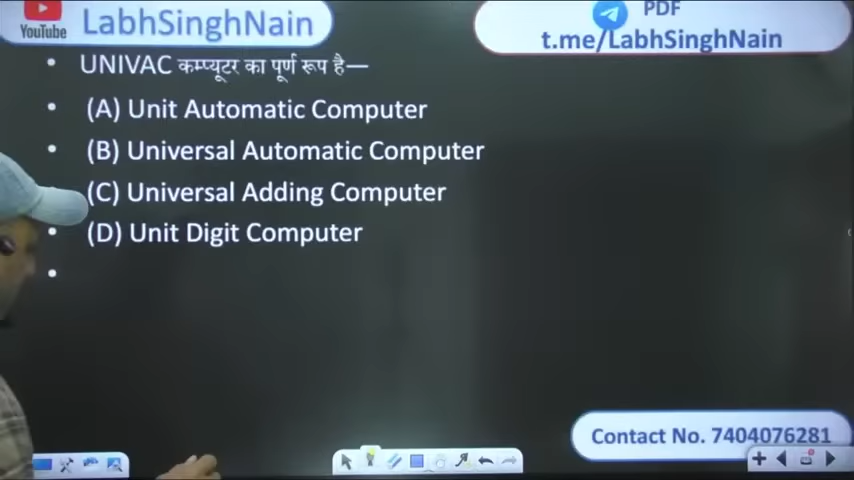 YouTube
LabhSinghNain
PDF
t.me/LabhSinghNain
• UNIVAC कम्प्यूटर का पूर्ण रूप है—
• (A) Unit Automatic Computer
• (B) Universal Automatic Computer
• (C) Universal Adding Computer
• (D) Unit Digit Computer
•
Contact No. 7404076281